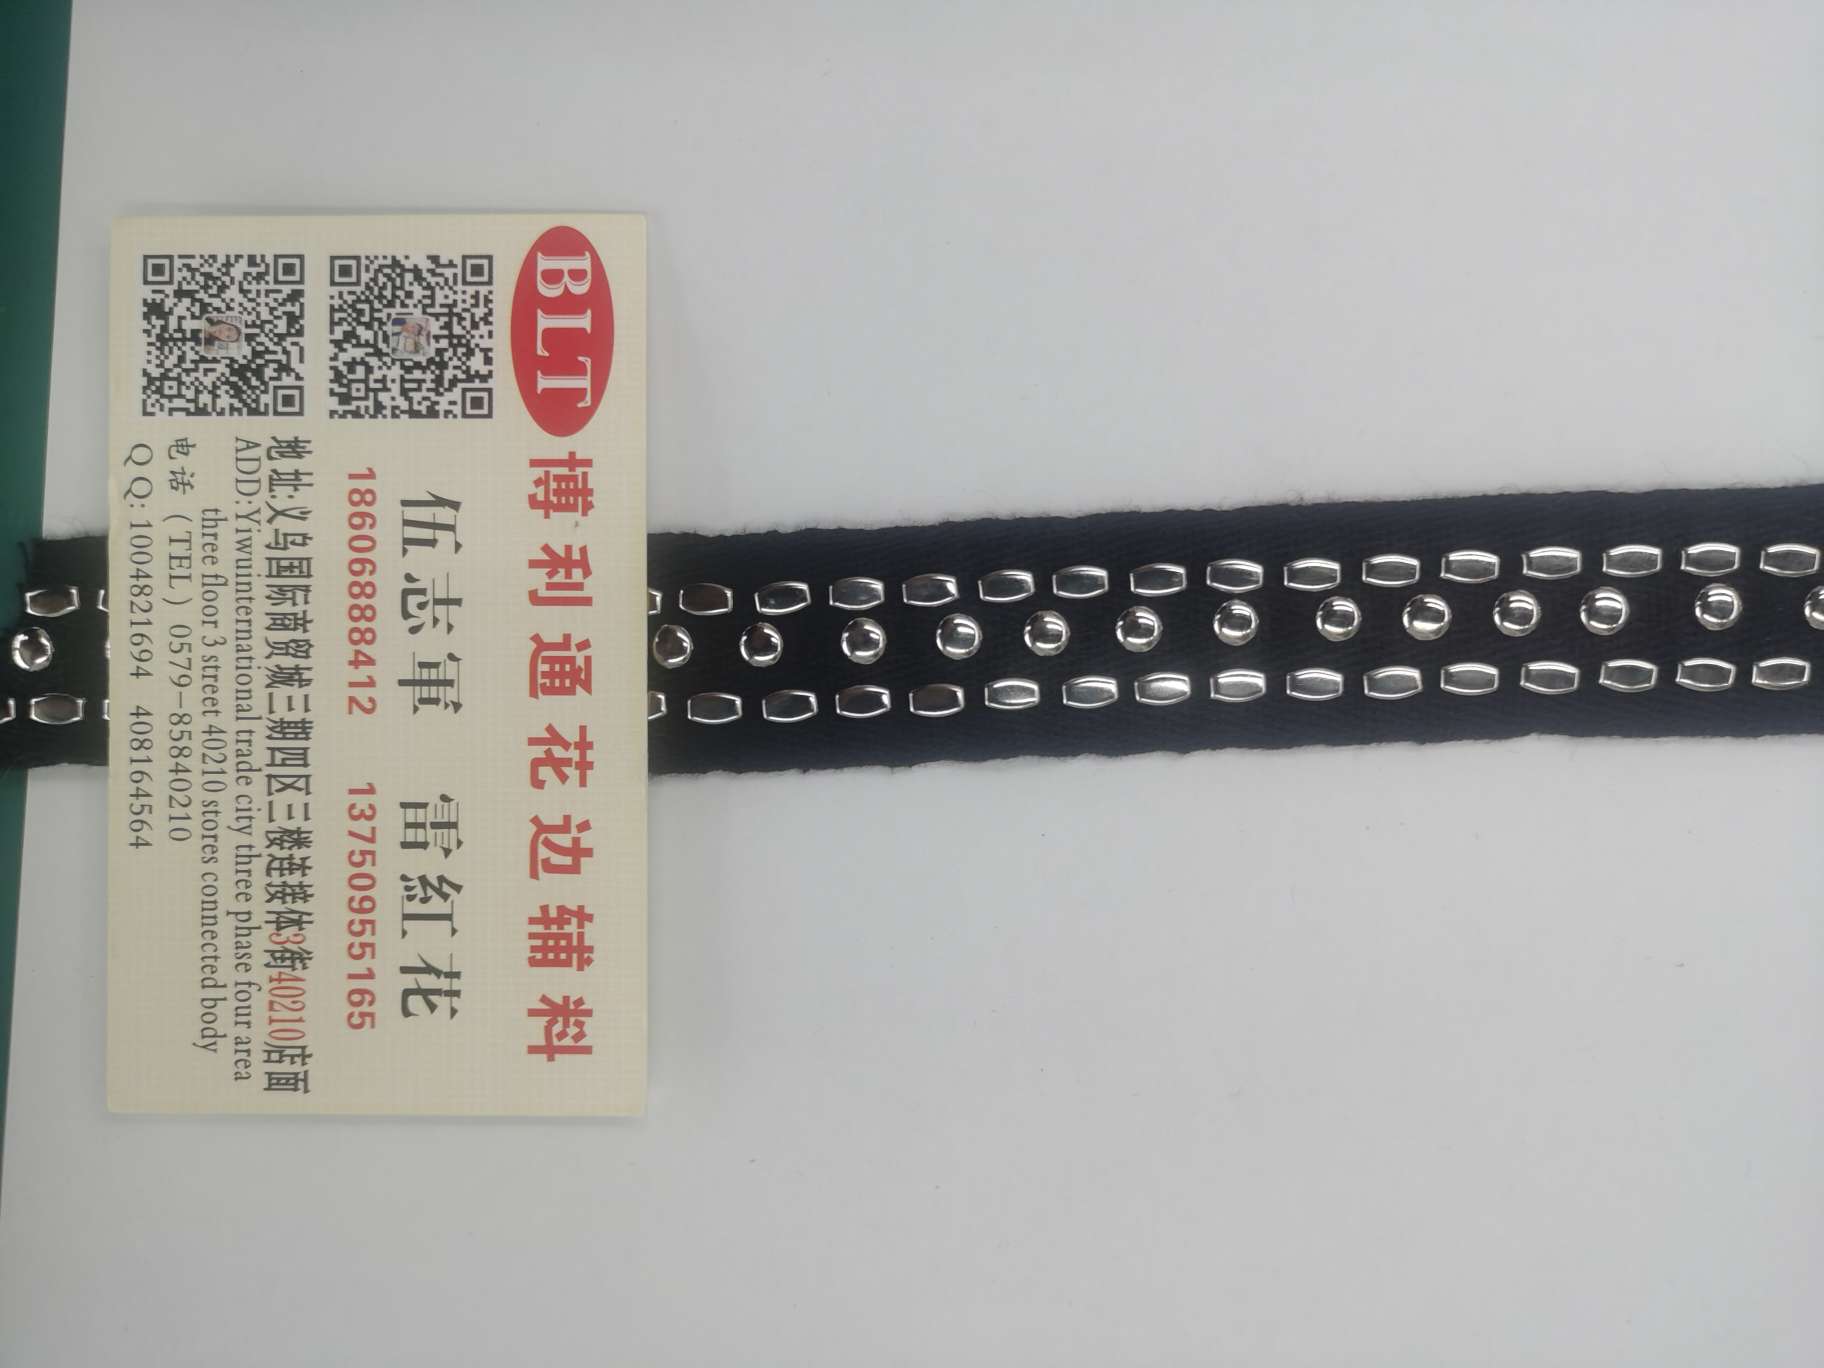 BLT
博利通花边辅料
伍志軍 雷紅花
18606888412 13750955165
地址:义乌国际商贸城三期四区三楼连接体3街40210店面
ADD:Yiwuinternational trade city three phase four area
three floor 3 street 40210 stores connected body
电话（TEL）0579-85840210
QQ:1004821694 408164564